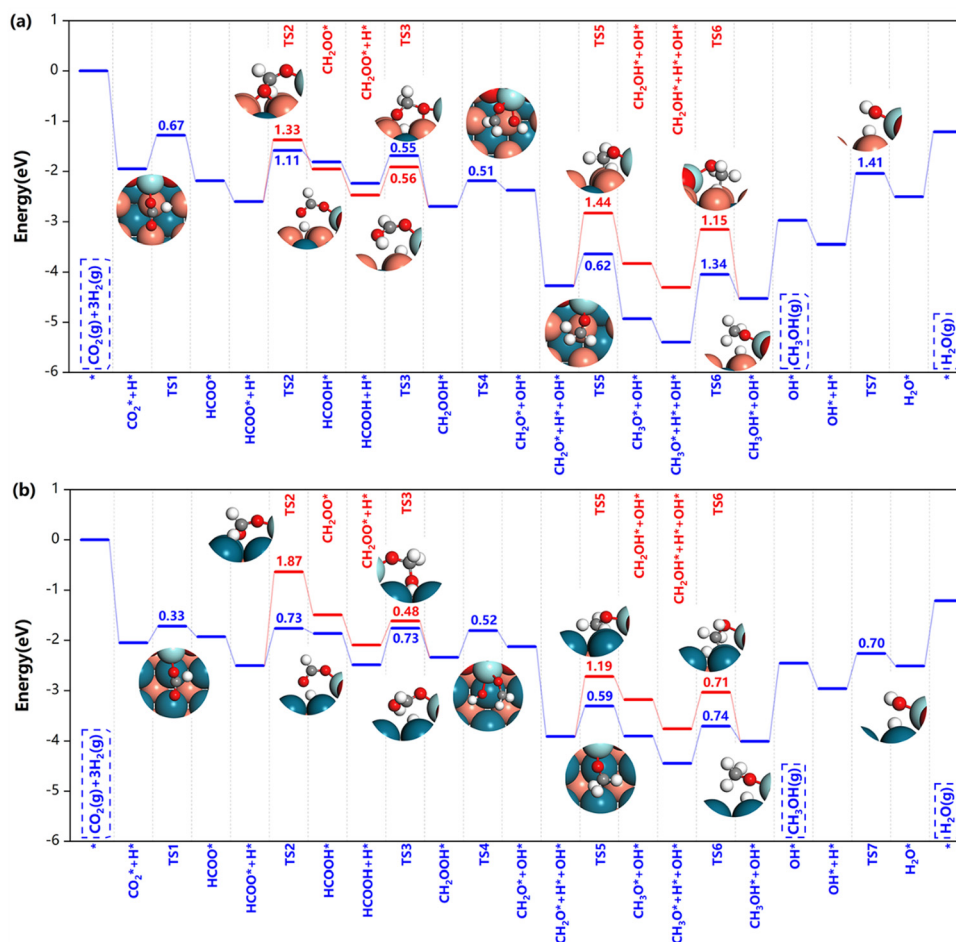 (a)
TS2
CH₂OO*
CH₂OO*+H*
TS3
TS5
CH₂OH*+OH*
CH₂OH*+H*+OH*
TS6
Energy(eV)
1
0
-1
-2
-3
-4
-5
-6
0.67
1.33
1.11
0.55
0.56
0.51
1.44
0.62
1.15
1.34
1.41
CO₂(g)+3H₂(g)
CH₃OH(g)
H₂O(g)
*
CO₂*+H*
TS1
HCOO*
HCOO*+H*
TS2
HCOOH*
HCOOH+H*
TS3
CH₂OOH*
TS4
CH₂O*+OH*
CH₂O*+H*+OH*
TS5
CH₃O*+OH*
CH₃O*+H*+OH*
TS6
CH₃OH*+OH*
OH*
OH*+H*
TS7
H₂O*
*
(b)
TS2
CH₂OO*
CH₂OO*+H*
TS3
TS5
CH₂OH*+OH*
CH₂OH*+H*+OH*
TS6
Energy(eV)
1
0
-1
-2
-3
-4
-5
-6
0.33
1.87
0.73
0.48
0.73
0.52
1.19
0.59
0.71
0.74
0.70
CO₂(g)+3H₂(g)
CH₃OH(g)
H₂O(g)
*
CO₂*+H*
TS1
HCOO*
HCOO*+H*
TS2
HCOOH*
HCOOH+H*
TS3
CH₂OOH*
TS4
CH₂O*+OH*
CH₂O*+H*+OH*
TS5
CH₃O*+OH*
CH₃O*+H*+OH*
TS6
CH₃OH*+OH*
OH*
OH*+H*
TS7
H₂O*
*